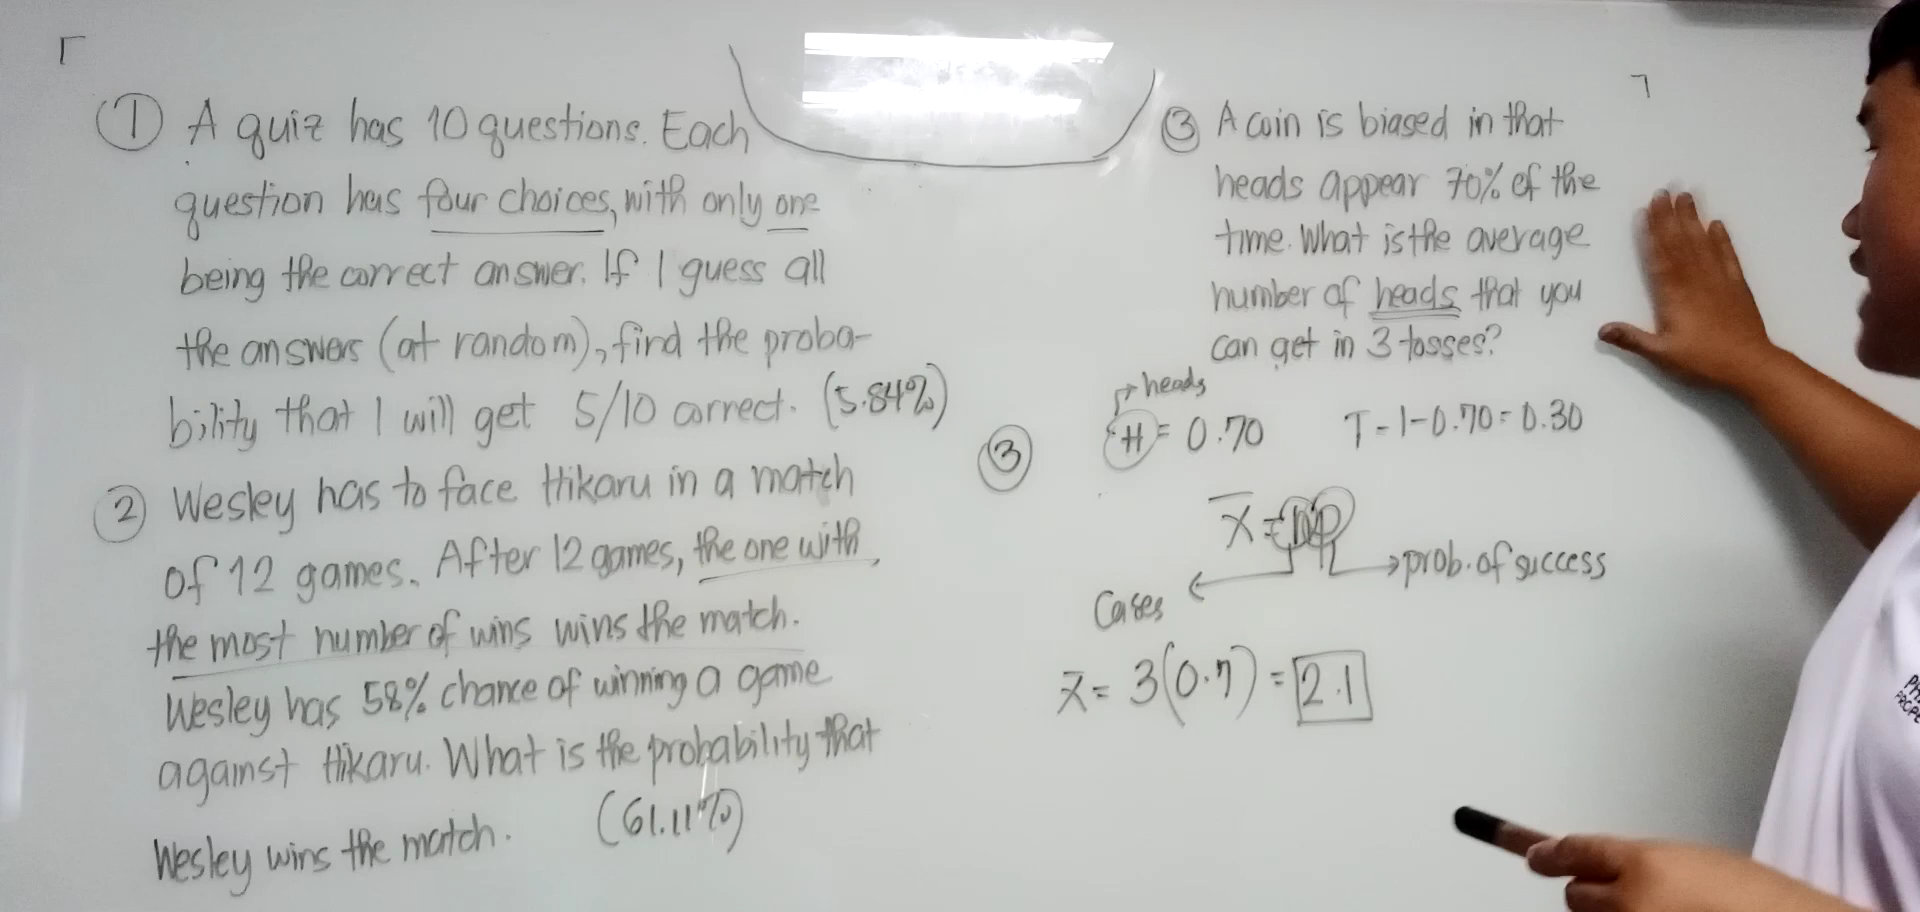 ① A quiz has 10 questions. Each
question has four choices, with only one
being the correct answer. If I guess all
the answers (at random), find the proba-
bility that I will get 5/10 correct. (5.84%)
② Wesley has to face Hikaru in a match
of 12 games. After 12 games, the one with
the most number of wins wins the match.
Wesley has 58% chance of winning a game
against Hikaru. What is the probability that
Wesley wins the match. (61.11%)
③ A coin is biased in that
heads appear 70% of the
time. What is the average
number of heads that you
can get in 3 tosses?
heads
③ H = 0.70 T - 1 - 0.70 = 0.30
x̄ = np
prob. of success
Cases
x̄ = 3(0.7) = 2.1